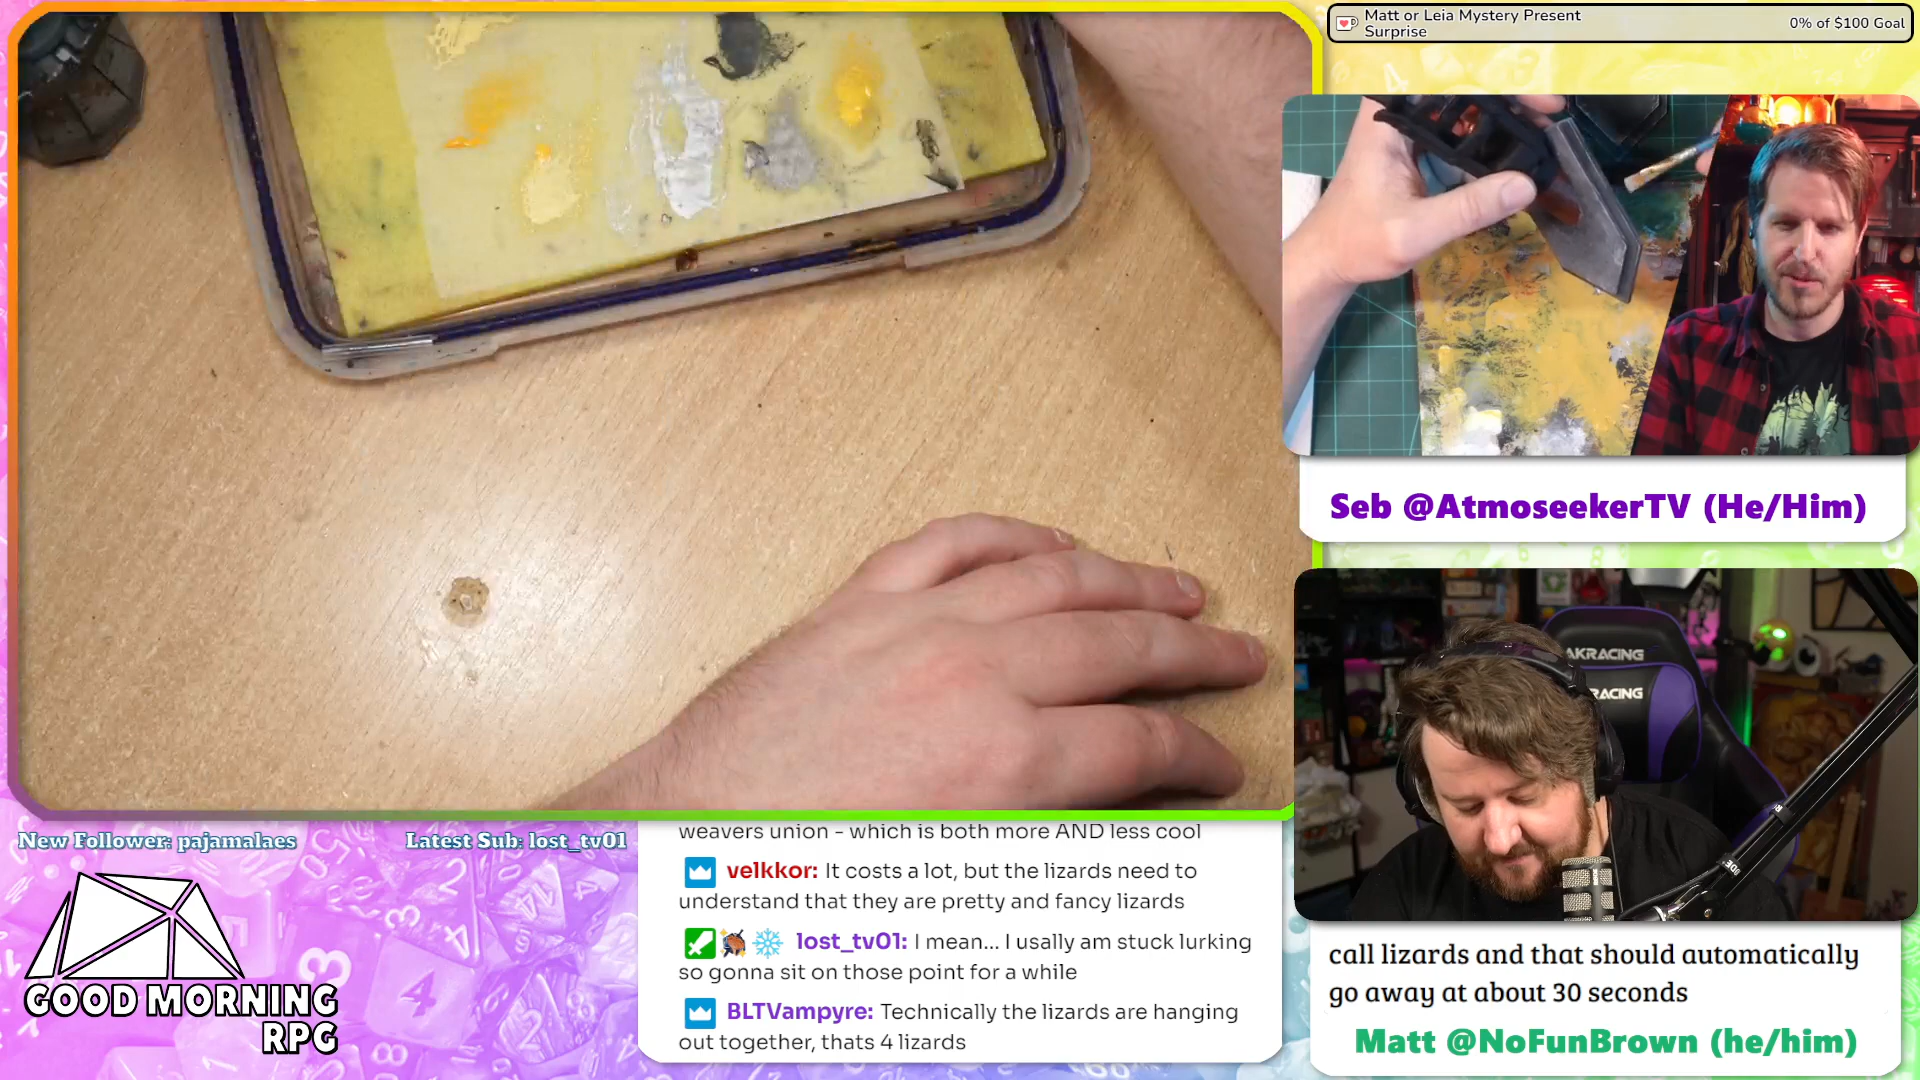 Matt or Leia Mystery Present
Surprise
0% of $100 Goal
Seb @AtmoseekerTV (He/Him)
AKRACING
RACING
New Follower: pajamalaes
Latest Sub: lost_tv01
weavers union - which is both more AND less cool
velkkor: It costs a lot, but the lizards need to
understand that they are pretty and fancy lizards
lost_tv01: I mean... I usally am stuck lurking
so gonna sit on those point for a while
BLTVampyre: Technically the lizards are hanging
out together, thats 4 lizards
GOOD MORNING
RPG
call lizards and that should automatically
go away at about 30 seconds
Matt @NoFunBrown (he/him)